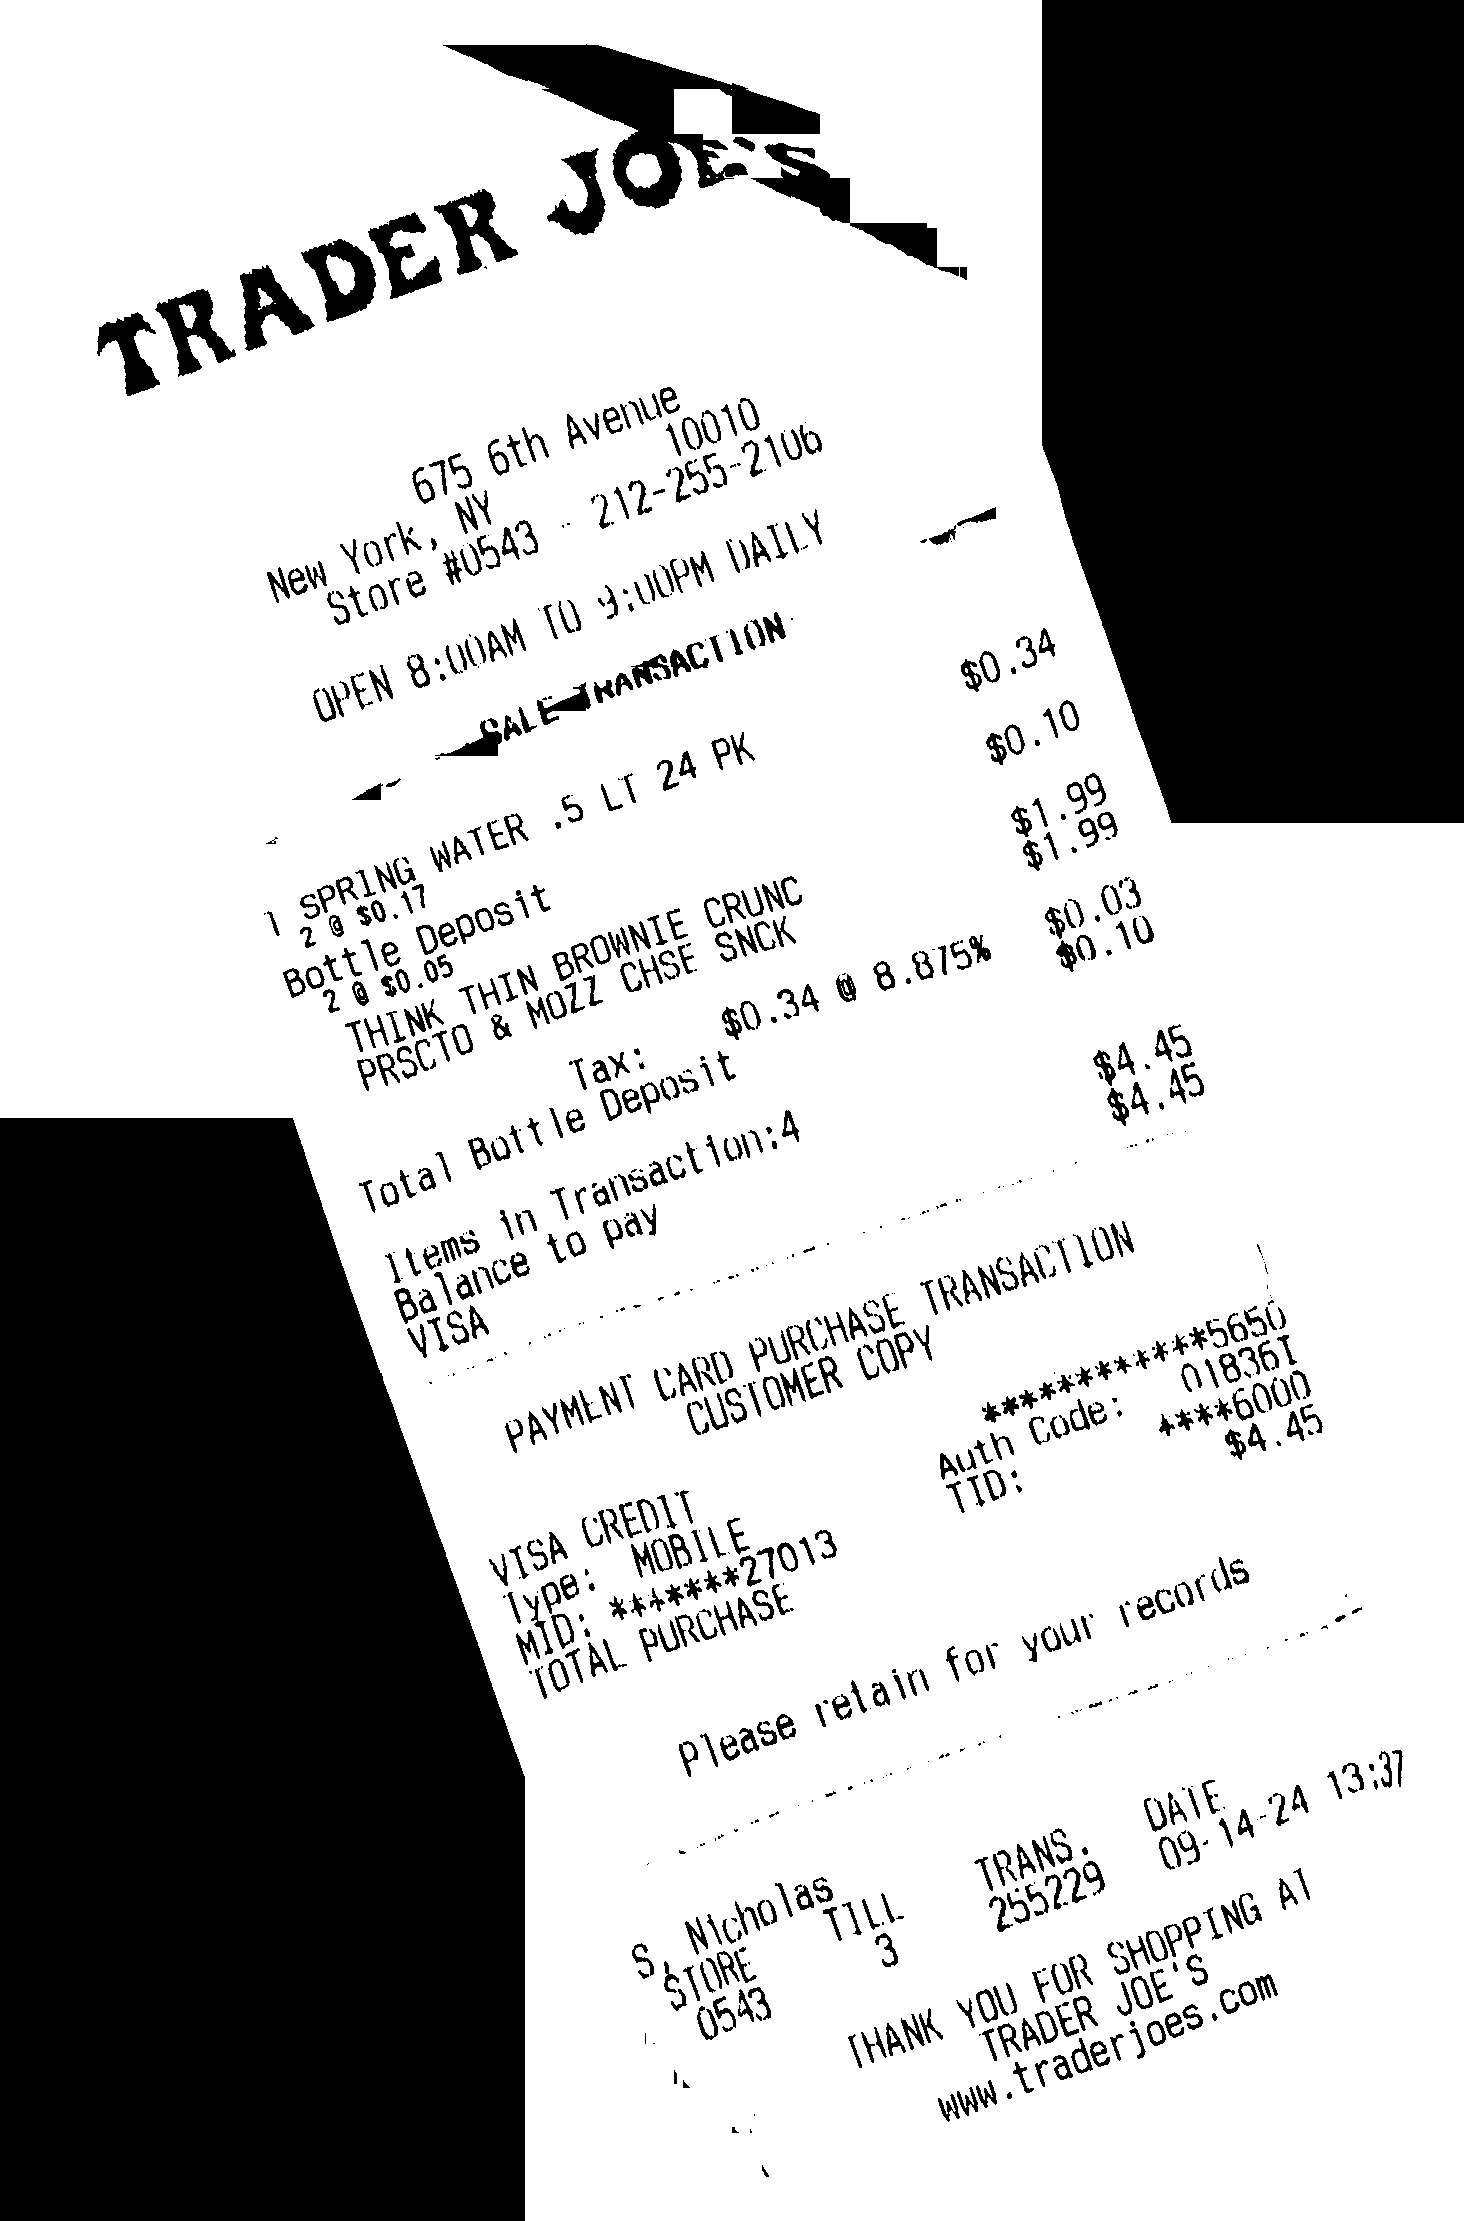 TRADER JOE'S
675 6th Avenue
New York, NY 10010
Store #0543 - 212-255-2106
OPEN 8:00AM TO 9:00PM DAILY
SALE TRANSACTION
T SPRING WATER .5 LT 24 PK $0.34
2 @ $0.17
Bottle Deposit $0.10
2 @ $0.05
THINK THIN BROWNIE CRUNC $1.99
PRSCTO & MOZZ CHSE SNCK $1.99
Tax: $0.34 @ 8.875% $0.03
Total Bottle Deposit $0.10
Items in Transaction:4
Balance to pay $4.45
VISA $4.45
PAYMENT CARD PURCHASE TRANSACTION
CUSTOMER COPY
VISA CREDIT ************5650
Type: MOBILE Auth Code: 01836I
MID: *******27013 TID: ****6000
TOTAL PURCHASE $4.45
Please retain for your records
S, Nicholas
STORE TILL TRANS. DATE
0543 3 255229 09-14-24 13:37
THANK YOU FOR SHOPPING AT
TRADER JOE'S
www.traderjoes.com